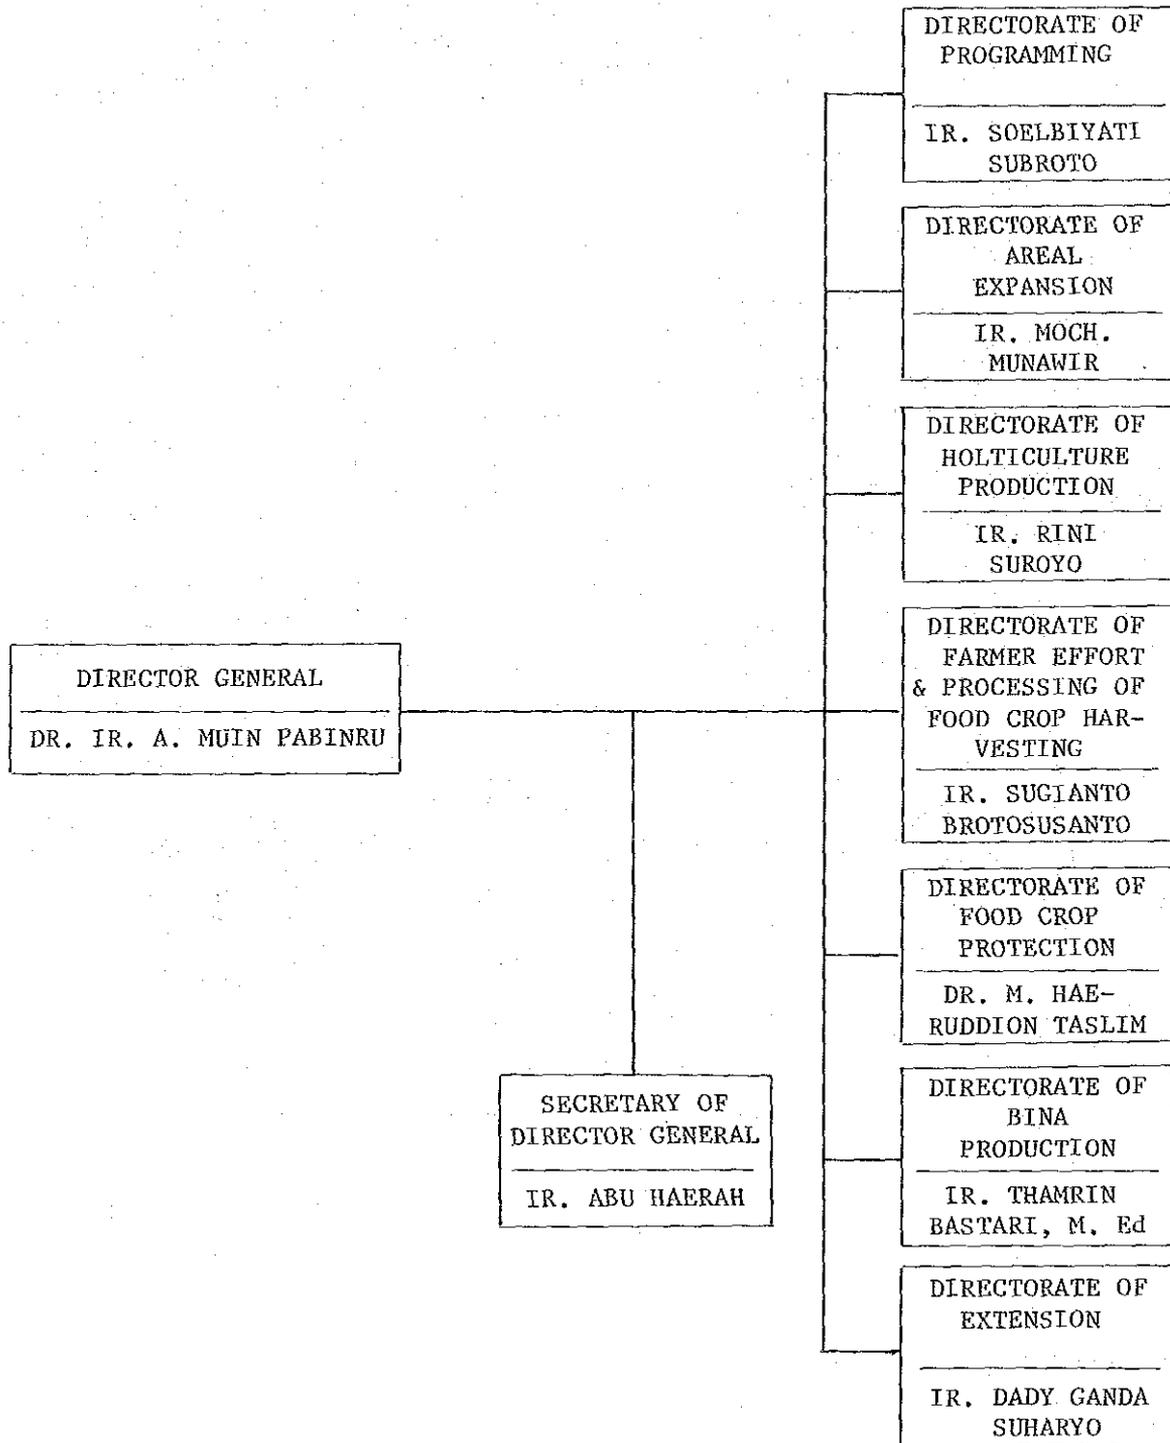 DIRECTORATE OF
PROGRAMMING
IR. SOELBIYATI
SUBROTO
DIRECTORATE OF
AREAL
EXPANSION
IR. MOCH.
MUNAWIR
DIRECTORATE OF
HOLTICULTURE
PRODUCTION
IR. RINI
SUROYO
DIRECTOR GENERAL
DR. IR. A. MUIN PABINRU
DIRECTORATE OF
FARMER EFFORT
& PROCESSING OF
FOOD CROP HAR-
VESTING
IR. SUGIANTO
BROTOSUSANTO
DIRECTORATE OF
FOOD CROP
PROTECTION
DR. M. HAE-
RUDDION TASLIM
SECRETARY OF
DIRECTOR GENERAL
IR. ABU HAERAH
DIRECTORATE OF
BINA
PRODUCTION
IR. THAMRIN
BASTARI, M. Ed
DIRECTORATE OF
EXTENSION
IR. DADY GANDA
SUHARYO